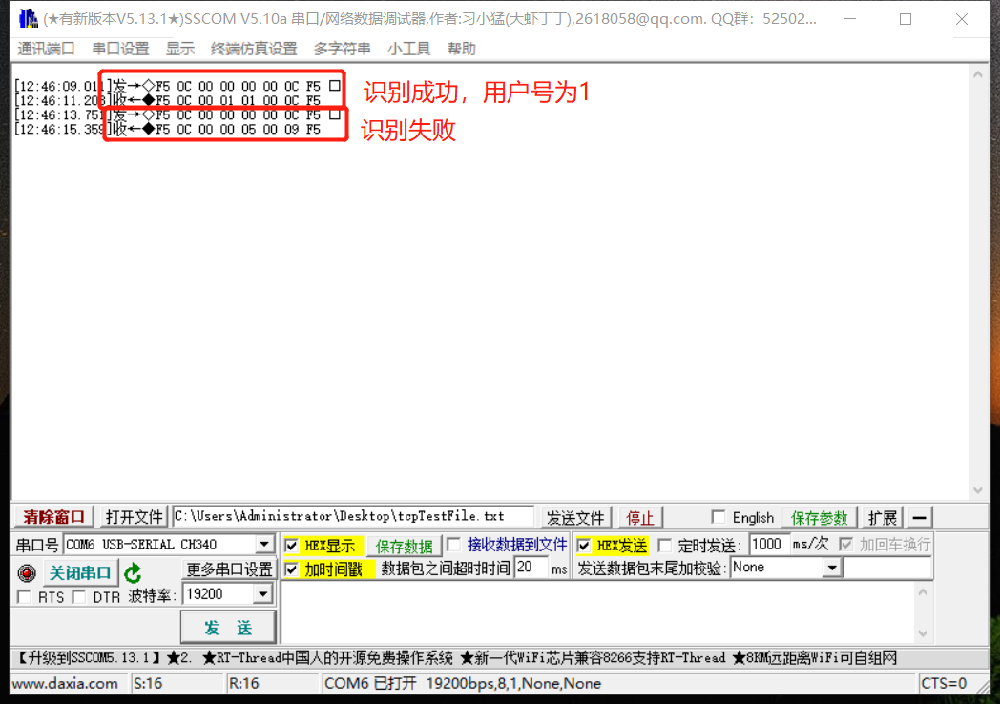 (★有新版本V5.13.1★)SSCOM V5.10a 串口/网络数据调试器,作者:习小猛(大虾丁丁),2618058@qq.com. QQ群: 52502...
通讯端口 串口设置 显示 终端仿真设置 多字符串 小工具 帮助
[12:46:09.011]发→◇F5 0C 00 00 00 00 0C F5 □
[12:46:11.203]收←◆F5 0C 00 01 01 00 0C F5
识别成功，用户号为1
[12:46:13.751]发→◇F5 0C 00 00 00 00 0C F5 □
[12:46:15.359]收←◆F5 0C 00 00 05 00 09 F5
识别失败
清除窗口 打开文件 C:\Users\Administrator\Desktop\tcpTestFile.txt 发送文件 停止 English 保存参数 扩展 —
串口号 COM6 USB-SERIAL CH340 HEX显示 保存数据 接收数据到文件 HEX发送 定时发送: 1000 ms/次 加回车换行
关闭串口 更多串口设置 加时间戳 数据包之间超时时间 20 ms 发送数据包末尾加校验: None
RTS DTR 波特率: 19200
发 送
【升级到SSCOM5.13.1】★2. ★RT-Thread中国人的开源免费操作系统 ★新一代WiFi芯片兼容8266支持RT-Thread ★8KM远距离WiFi可自组网
www.daxia.com S:16 R:16 COM6 已打开 19200bps,8,1,None,None CTS=0